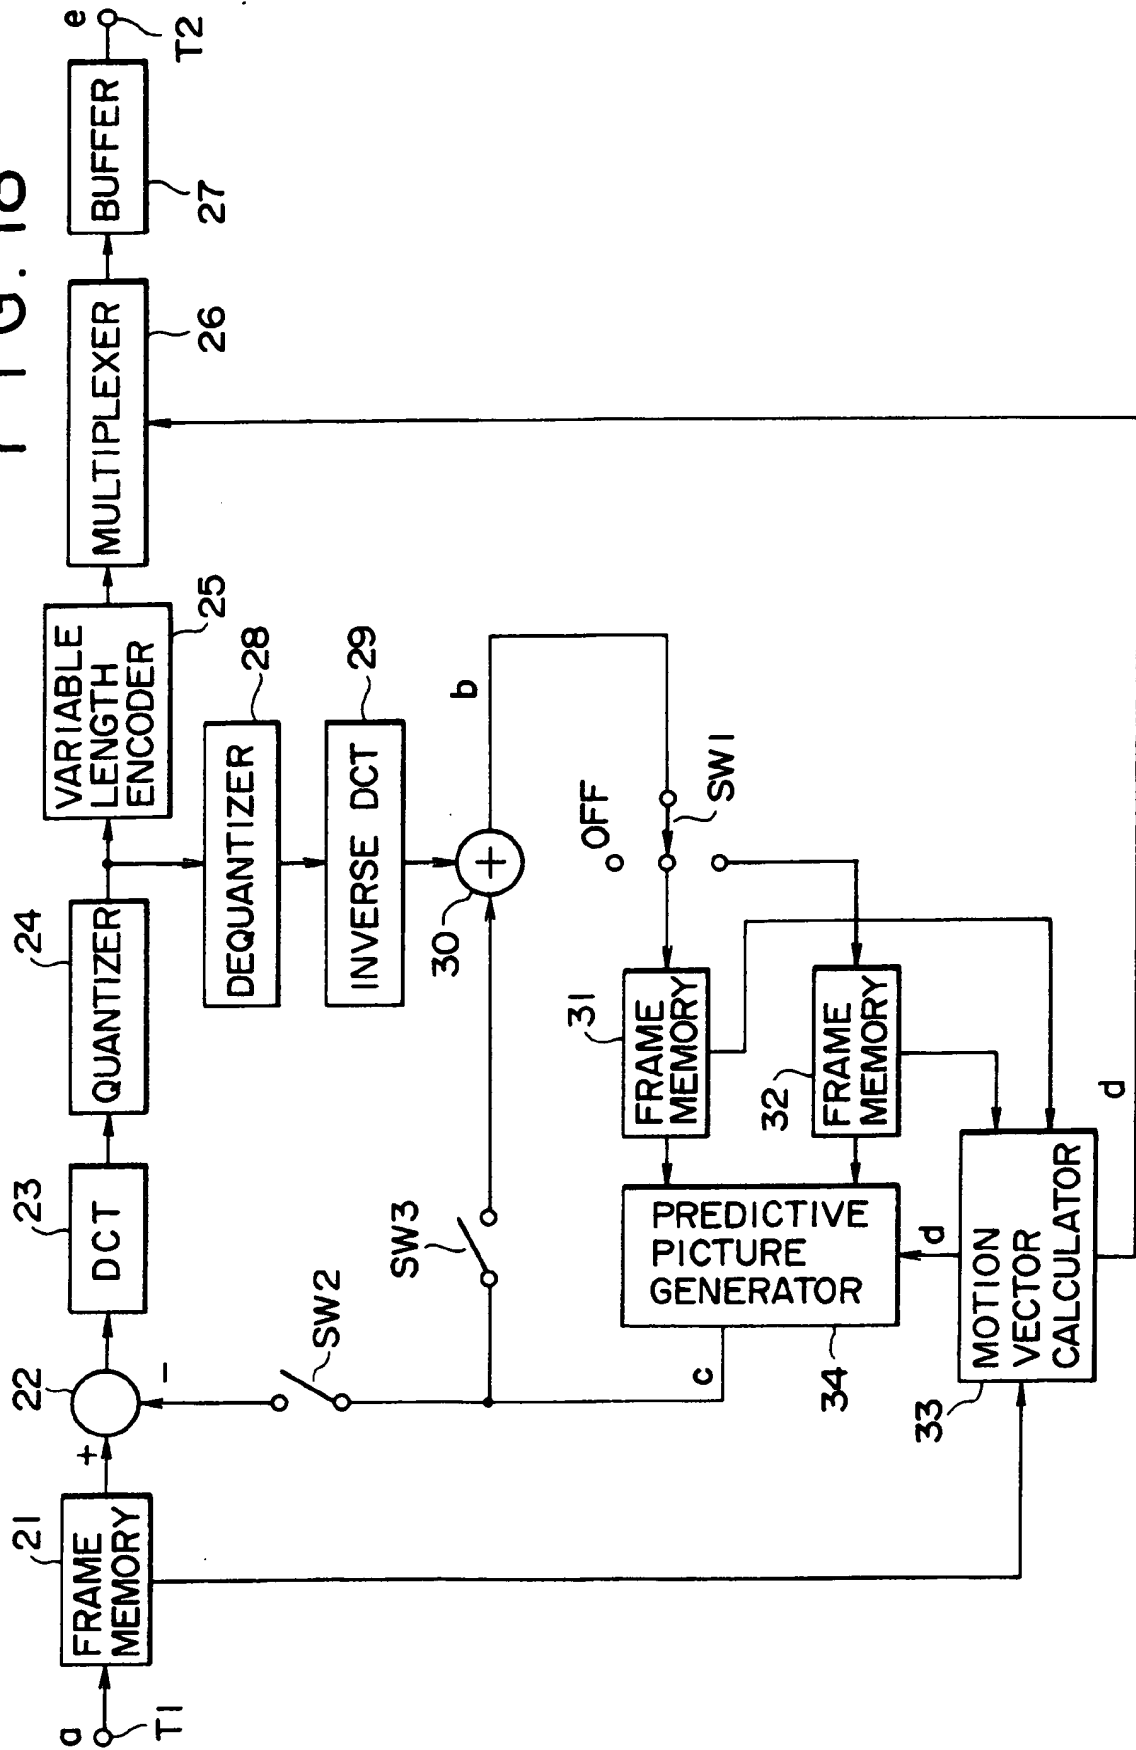 FIG.
a
T1
21
FRAME
MEMORY
+
22
−
23
DCT
24
QUANTIZER
VARIABLE
LENGTH
ENCODER
25
MULTIPLEXER
26
BUFFER
27
e
T2
DEQUANTIZER
28
INVERSE DCT
29
SW2
SW3
30
+
b
OFF
SW1
c
31
FRAME
MEMORY
32
FRAME
MEMORY
PREDICTIVE
PICTURE
GENERATOR
34
d
33
MOTION
VECTOR
CALCULATOR
d